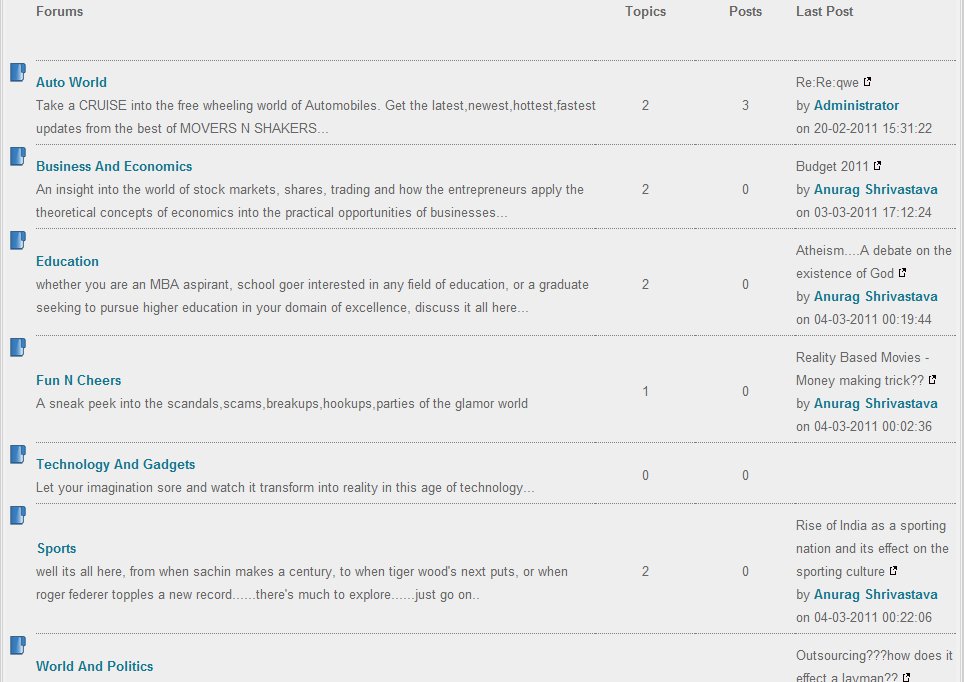 Forums Topics Posts Last Post
Auto World
Take a CRUISE into the free wheeling world of Automobiles. Get the latest,newest,hottest,fastest
updates from the best of MOVERS N SHAKERS...
2
3
Re:Re:qwe
by Administrator
on 20-02-2011 15:31:22
Business And Economics
An insight into the world of stock markets, shares, trading and how the entrepreneurs apply the
theoretical concepts of economics into the practical opportunities of businesses...
2
0
Budget 2011
by Anurag Shrivastava
on 03-03-2011 17:12:24
Education
whether you are an MBA aspirant, school goer interested in any field of education, or a graduate
seeking to pursue higher education in your domain of excellence, discuss it all here...
2
0
Atheism....A debate on the
existence of God
by Anurag Shrivastava
on 04-03-2011 00:19:44
Fun N Cheers
A sneak peek into the scandals,scams,breakups,hookups,parties of the glamor world
1
0
Reality Based Movies -
Money making trick??
by Anurag Shrivastava
on 04-03-2011 00:02:36
Technology And Gadgets
Let your imagination sore and watch it transform into reality in this age of technology...
0
0
Sports
well its all here, from when sachin makes a century, to when tiger wood's next puts, or when
roger federer topples a new record......there's much to explore......just go on..
2
0
Rise of India as a sporting
nation and its effect on the
sporting culture
by Anurag Shrivastava
on 04-03-2011 00:22:06
World And Politics
Outsourcing???how does it
effect a layman??